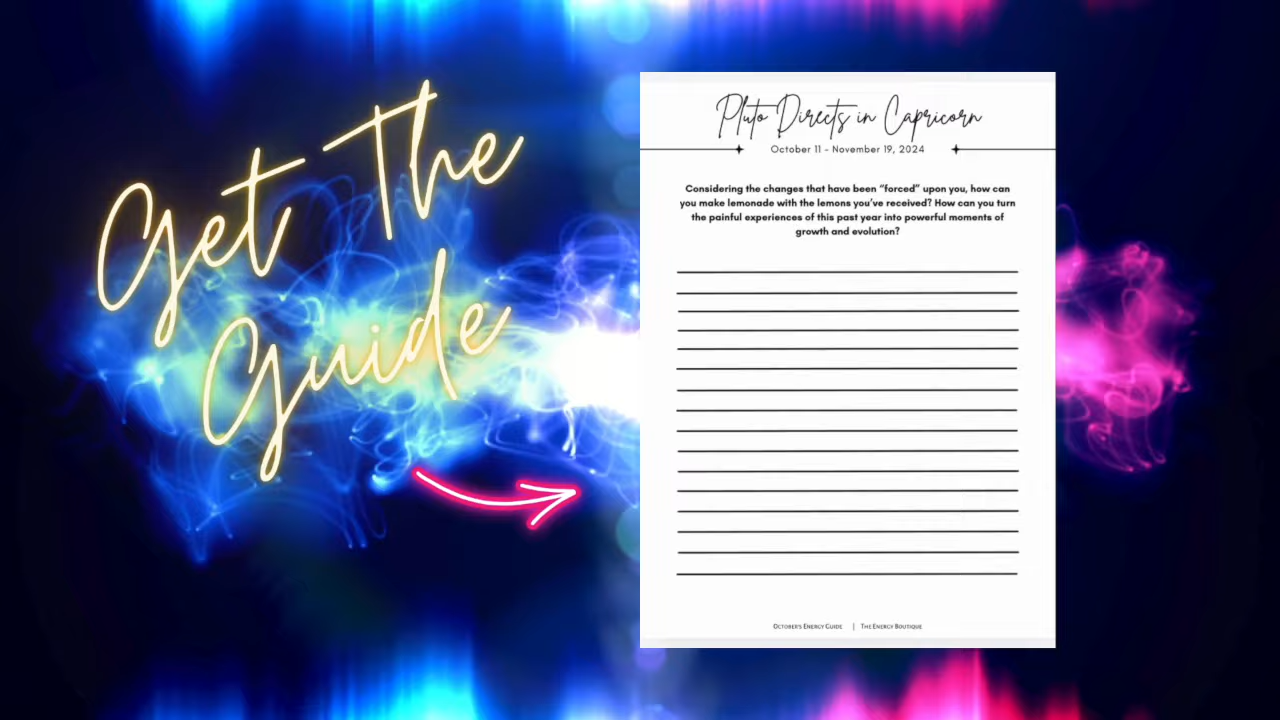 Get The
Guide
Pluto Directs in Capricorn
October 11 - November 19, 2024
Considering the changes that have been “forced” upon you, how can
you make lemonade with the lemons you’ve received? How can you turn
the painful experiences of this past year into powerful moments of
growth and evolution?
October's Energy Guide | The Energy Boutique